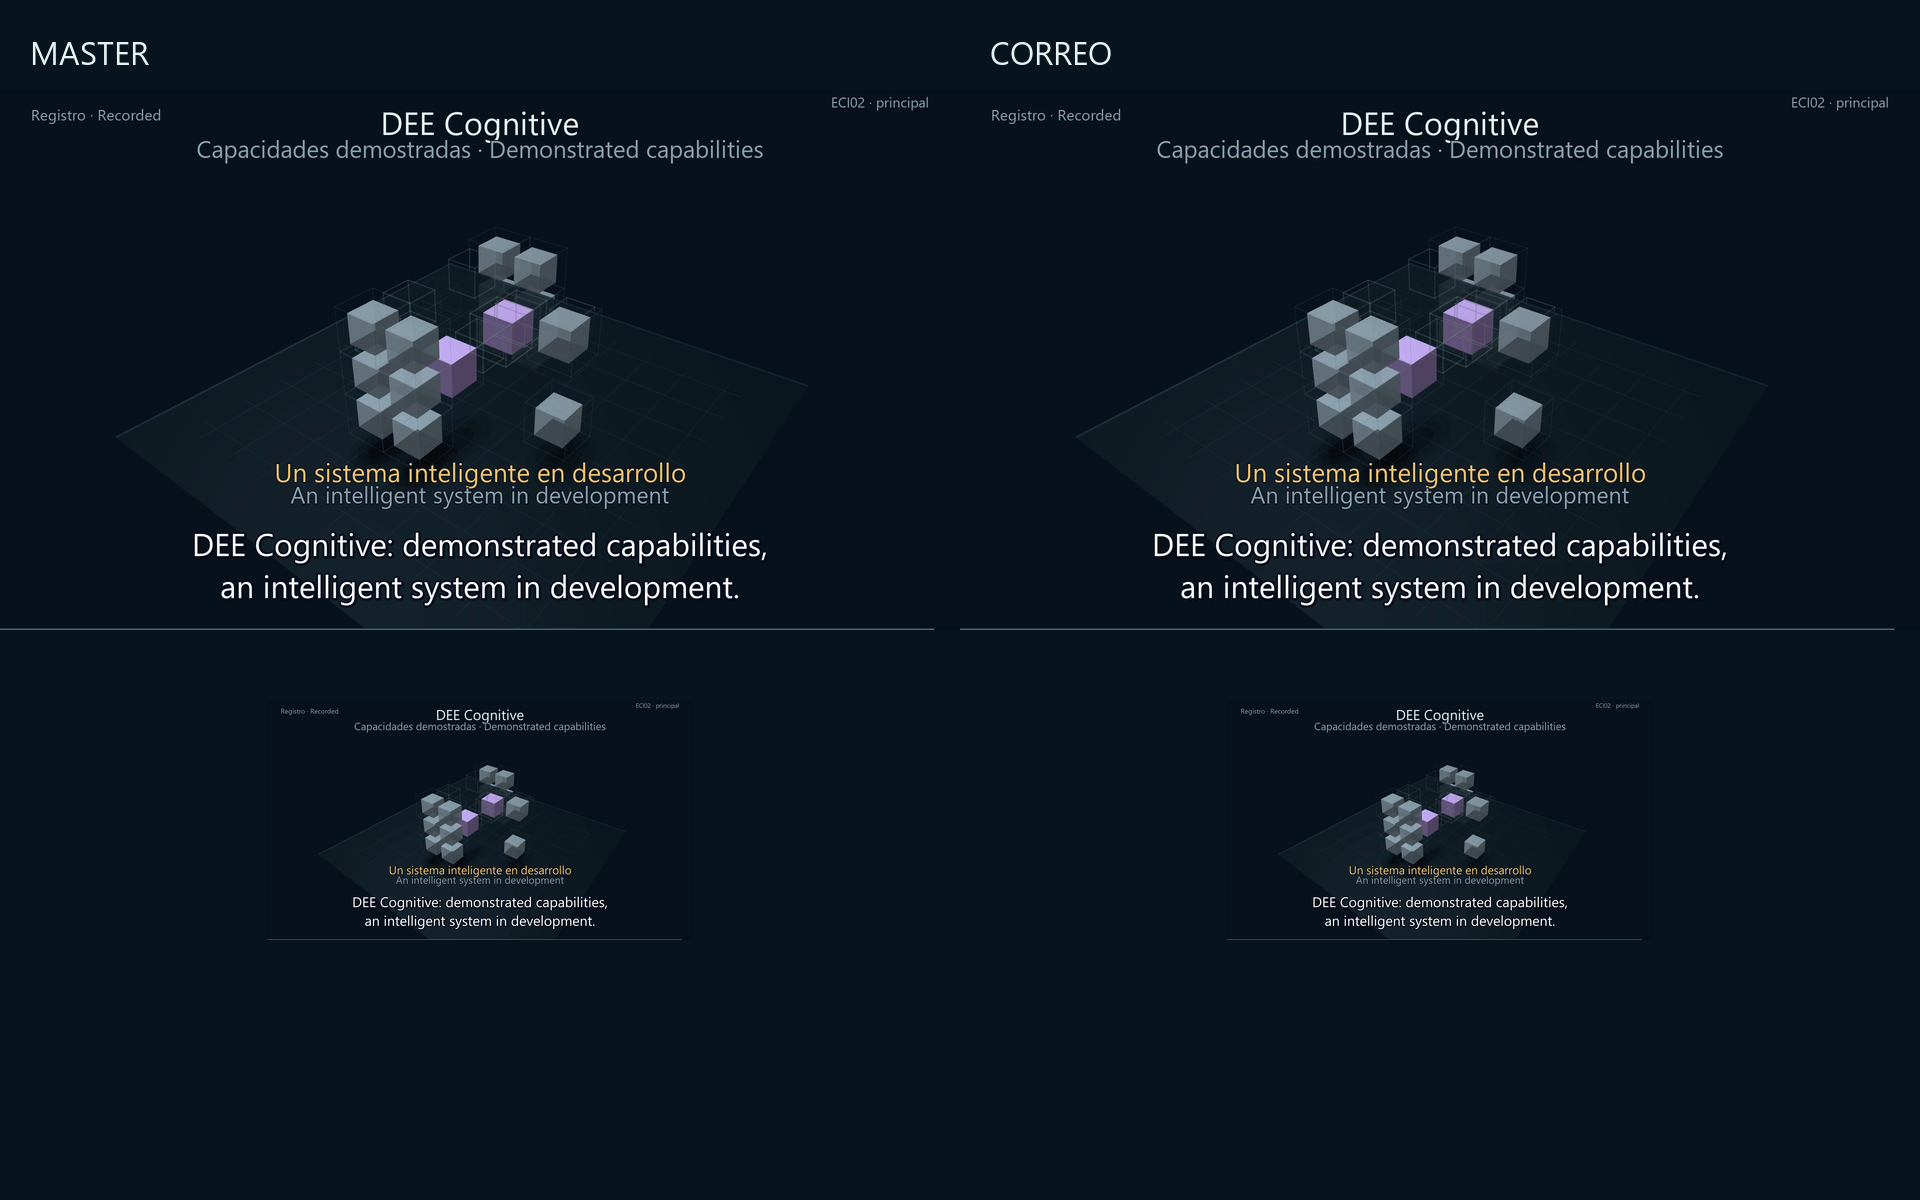 MASTER
Registro · Recorded
ECI02 · principal
DEE Cognitive
Capacidades demostradas · Demonstrated capabilities
Un sistema inteligente en desarrollo
An intelligent system in development
DEE Cognitive: demonstrated capabilities,
an intelligent system in development.
CORREO
Registro · Recorded
ECI02 · principal
DEE Cognitive
Capacidades demostradas · Demonstrated capabilities
Un sistema inteligente en desarrollo
An intelligent system in development
DEE Cognitive: demonstrated capabilities,
an intelligent system in development.
Registro · Recorded
ECI02 · principal
DEE Cognitive
Capacidades demostradas · Demonstrated capabilities
Un sistema inteligente en desarrollo
An intelligent system in development
DEE Cognitive: demonstrated capabilities,
an intelligent system in development.
Registro · Recorded
ECI02 · principal
DEE Cognitive
Capacidades demostradas · Demonstrated capabilities
Un sistema inteligente en desarrollo
An intelligent system in development
DEE Cognitive: demonstrated capabilities,
an intelligent system in development.